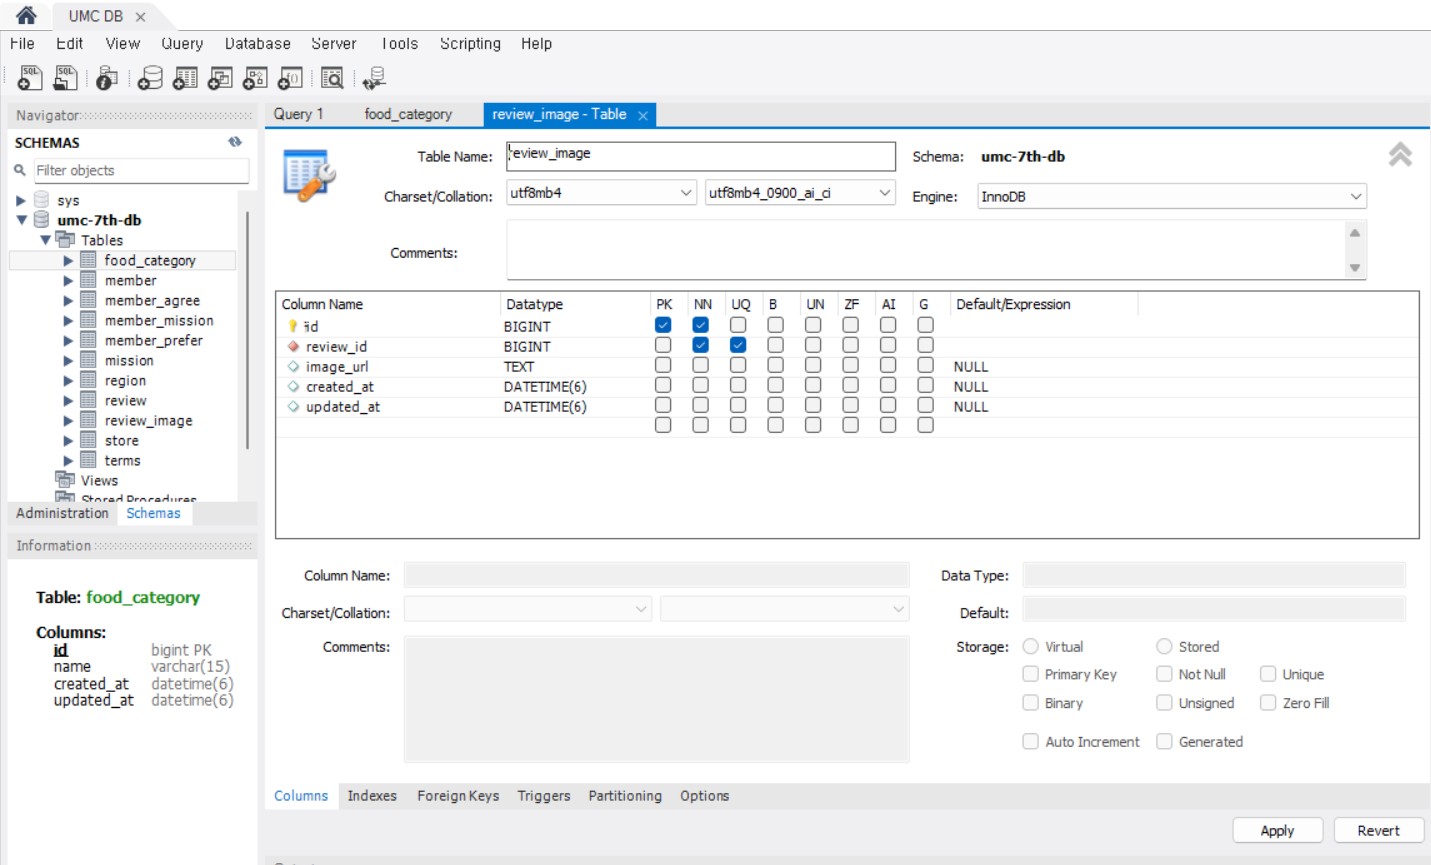 UMC DB
File Edit View Query Database Server Tools Scripting Help
Navigator
SCHEMAS
Filter objects
sys
umc-7th-db
Tables
food_category
member
member_agree
member_mission
member_prefer
mission
region
review
review_image
store
terms
Views
Stored Procedures
Administration Schemas
Information
Table: food_category
Columns:
id bigint PK
name varchar(15)
created_at datetime(6)
updated_at datetime(6)
Query 1 food_category review_image - Table
Table Name: review_image Schema: umc-7th-db
Charset/Collation: utf8mb4 utf8mb4_0900_ai_ci Engine: InnoDB
Comments:
Column Name Datatype PK NN UQ B UN ZF AI G Default/Expression
id BIGINT
review_id BIGINT
image_url TEXT NULL
created_at DATETIME(6) NULL
updated_at DATETIME(6) NULL
Column Name: Data Type:
Charset/Collation: Default:
Comments: Storage: Virtual Stored
Primary Key Not Null Unique
Binary Unsigned Zero Fill
Auto Increment Generated
Columns Indexes Foreign Keys Triggers Partitioning Options
Apply Revert